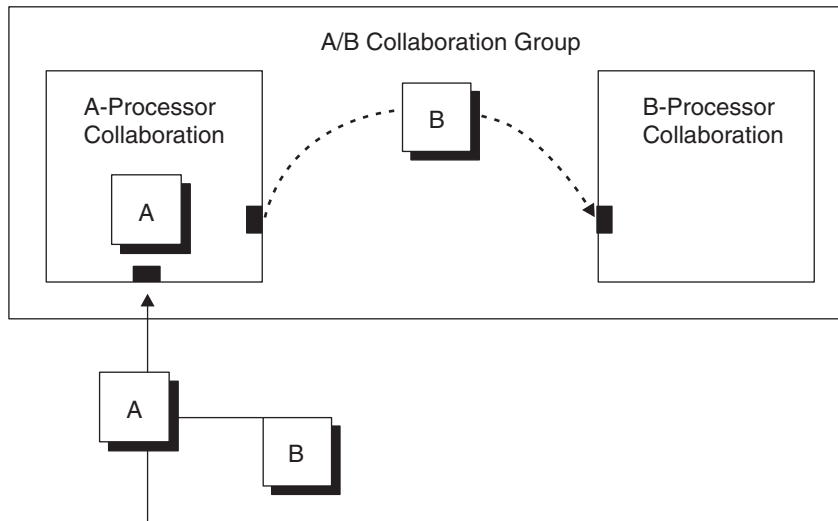 A/B Collaboration Group
A-Processor
Collaboration
B
B-Processor
Collaboration
A
A
B